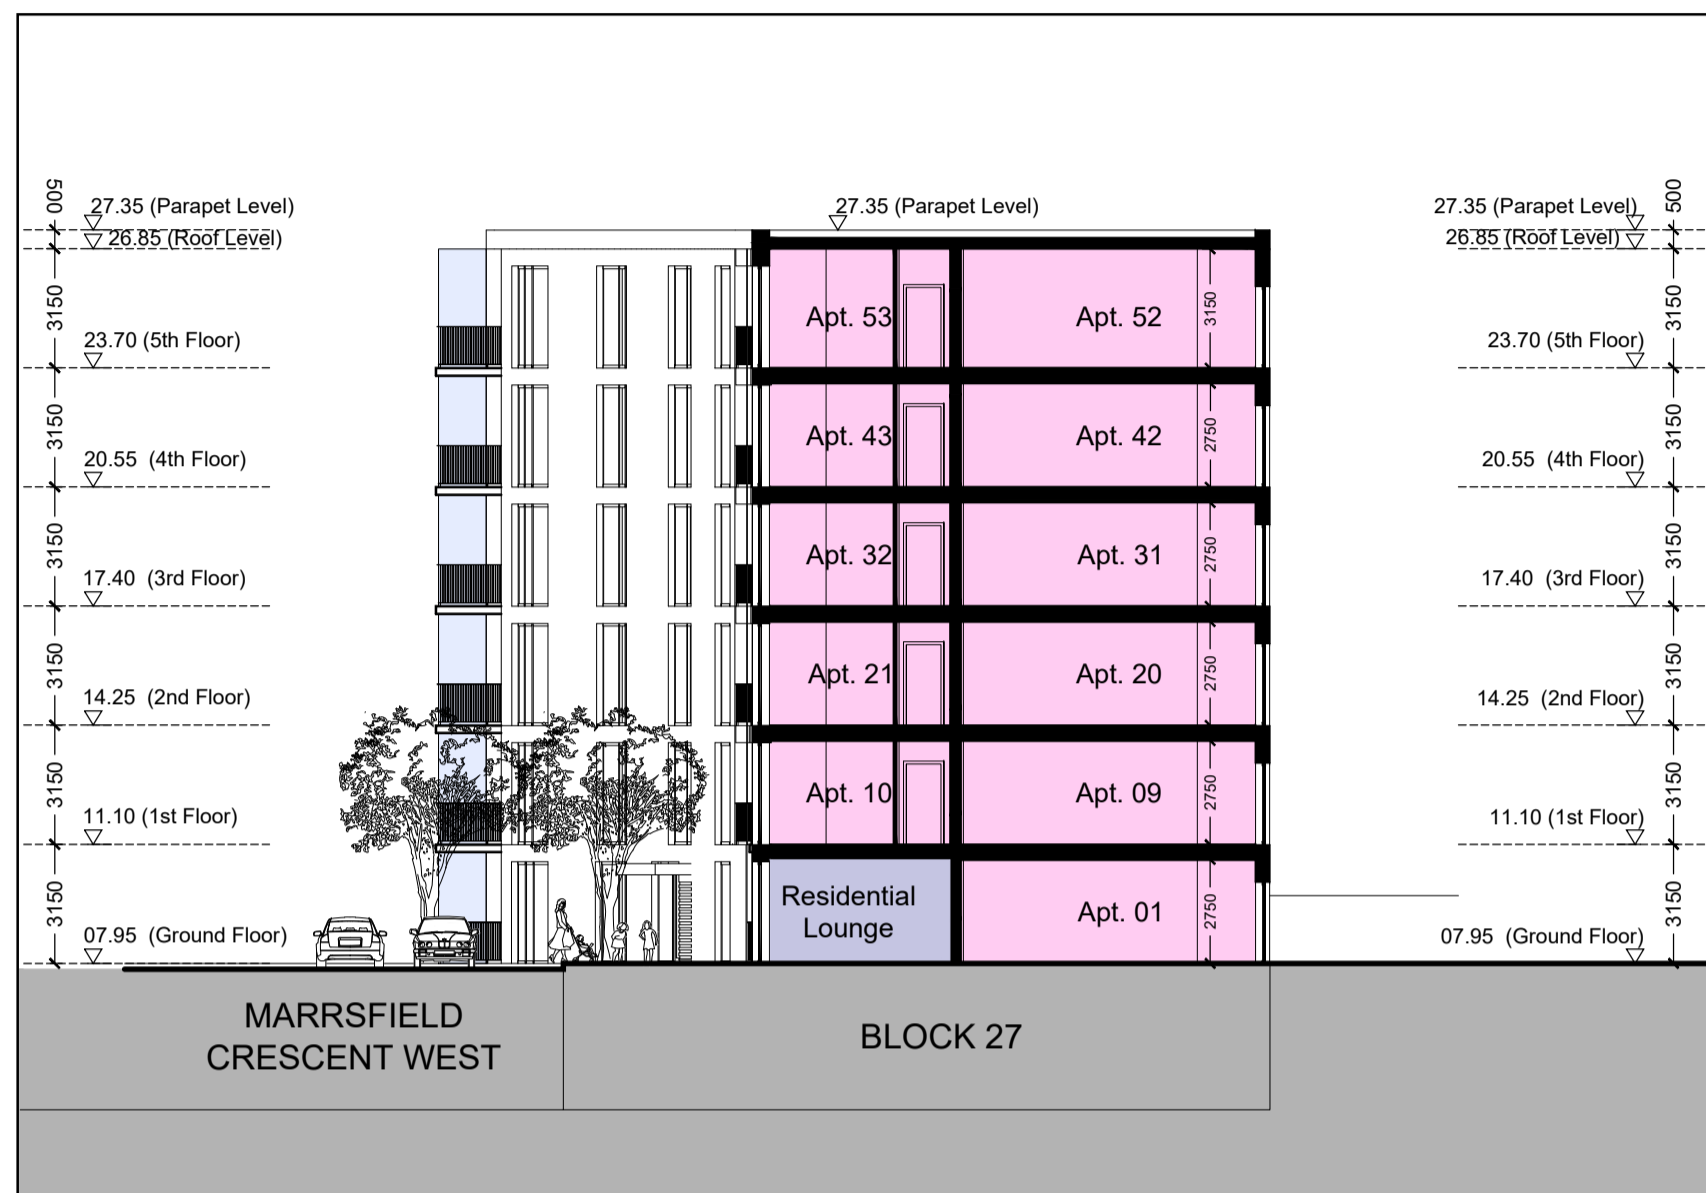 500
27.35 (Parapet Level)
26.85 (Roof Level)
3150
23.70 (5th Floor)
3150
20.55 (4th Floor)
3150
17.40 (3rd Floor)
3150
14.25 (2nd Floor)
3150
11.10 (1st Floor)
3150
07.95 (Ground Floor)
27.35 (Parapet Level)
Apt. 53
Apt. 52
3150
Apt. 43
Apt. 42
2750
Apt. 32
Apt. 31
2750
Apt. 21
Apt. 20
2750
Apt. 10
Apt. 09
2750
Residential
Lounge
Apt. 01
2750
27.35 (Parapet Level)
500
26.85 (Roof Level)
3150
23.70 (5th Floor)
3150
20.55 (4th Floor)
3150
17.40 (3rd Floor)
3150
14.25 (2nd Floor)
3150
11.10 (1st Floor)
3150
07.95 (Ground Floor)
MARRSFIELD
CRESCENT WEST
BLOCK 27